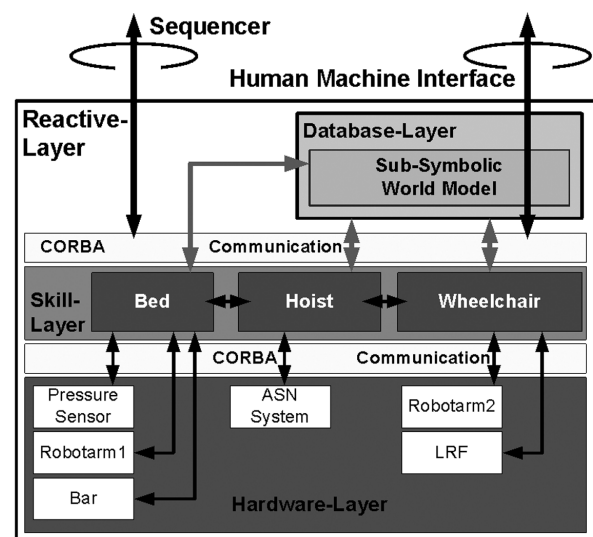 Sequencer
Human Machine Interface
Reactive-
Layer
Database-Layer
Sub-Symbolic
World Model
CORBA Communication
Skill-
Layer
Bed Hoist Wheelchair
CORBA Communication
Pressure
Sensor
ASN
System
Robotarm2
Robotarm1
LRF
Bar
Hardware-Layer